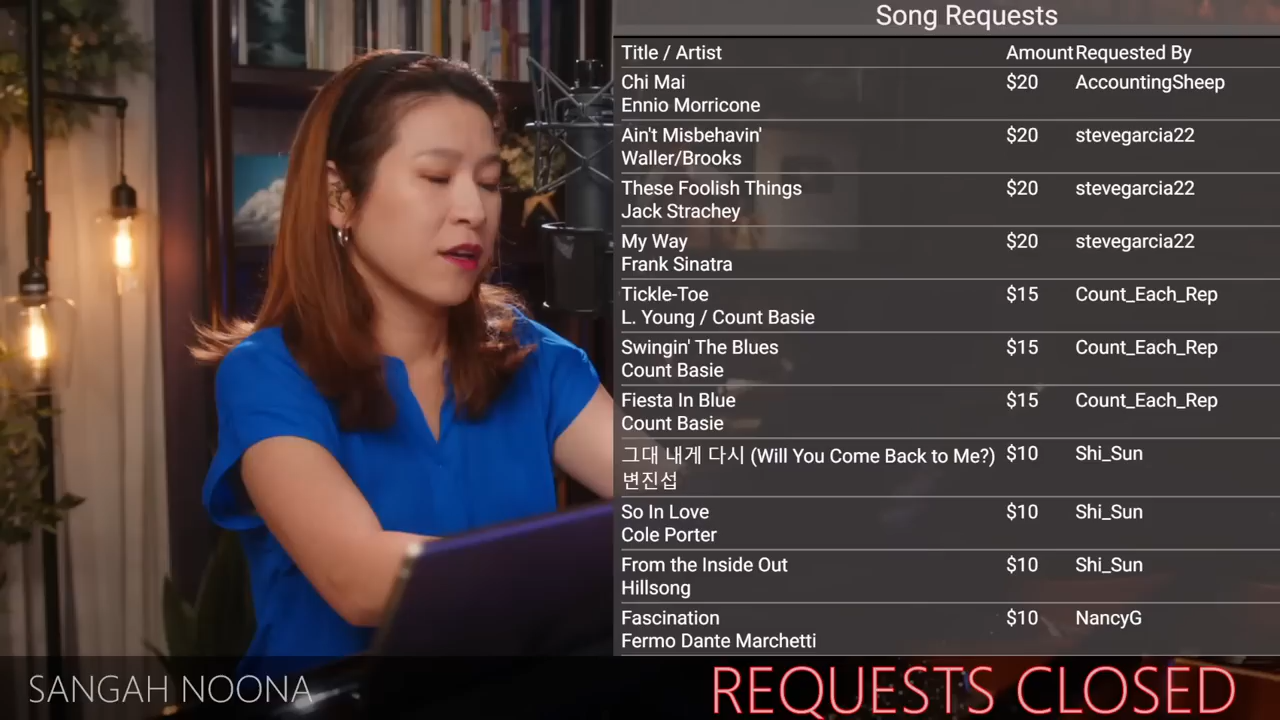 Song Requests
Title / Artist Amount Requested By
Chi Mai $20 AccountingSheep
Ennio Morricone
Ain't Misbehavin' $20 stevegarcia22
Waller/Brooks
These Foolish Things $20 stevegarcia22
Jack Strachey
My Way $20 stevegarcia22
Frank Sinatra
Tickle-Toe $15 Count_Each_Rep
L. Young / Count Basie
Swingin' The Blues $15 Count_Each_Rep
Count Basie
Fiesta In Blue $15 Count_Each_Rep
Count Basie
그대 내게 다시 (Will You Come Back to Me?) $10 Shi_Sun
변진섭
So In Love $10 Shi_Sun
Cole Porter
From the Inside Out $10 Shi_Sun
Hillsong
Fascination $10 NancyG
Fermo Dante Marchetti
SANGAH NOONA REQUESTS CLOSED